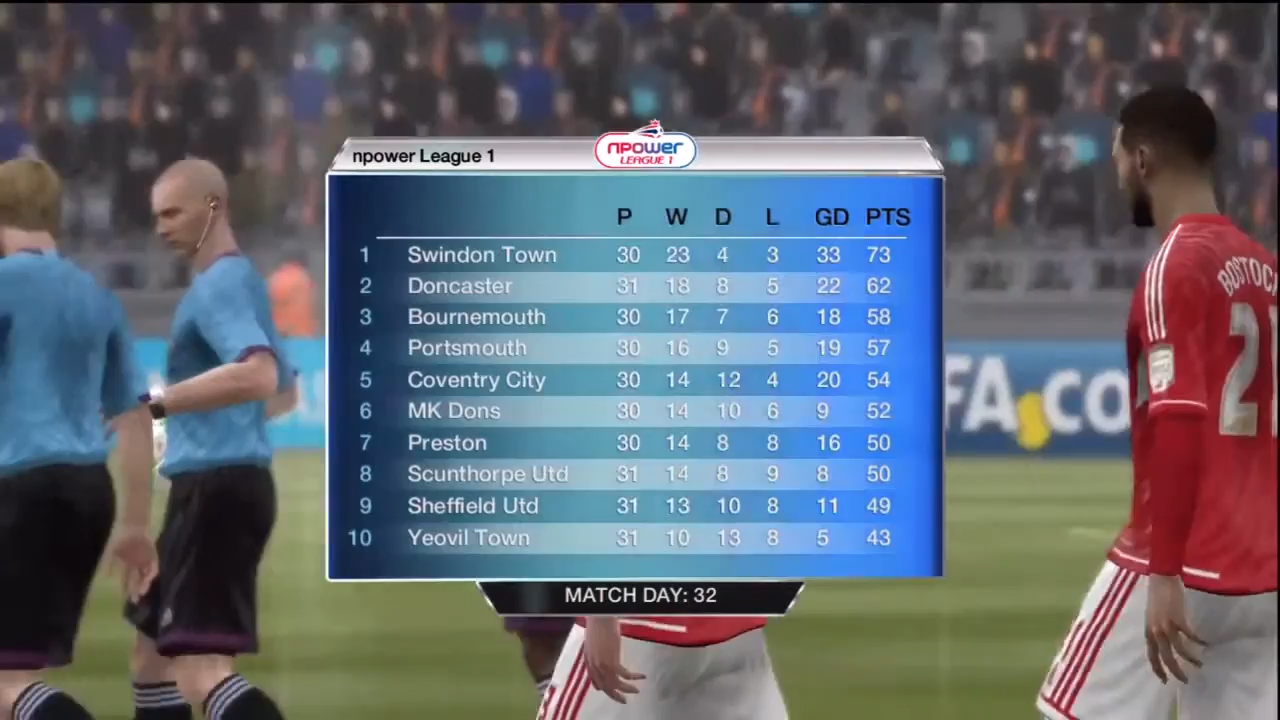 npower League 1
npower
LEAGUE 1
P W D L GD PTS
1 Swindon Town 30 23 4 3 33 73
2 Doncaster 31 18 8 5 22 62
3 Bournemouth 30 17 7 6 18 58
4 Portsmouth 30 16 9 5 19 57
5 Coventry City 30 14 12 4 20 54
6 MK Dons 30 14 10 6 9 52
7 Preston 30 14 8 8 16 50
8 Scunthorpe Utd 31 14 8 9 8 50
9 Sheffield Utd 31 13 10 8 11 49
10 Yeovil Town 31 10 13 8 5 43
MATCH DAY: 32
BOSTOCK
2
FA.co